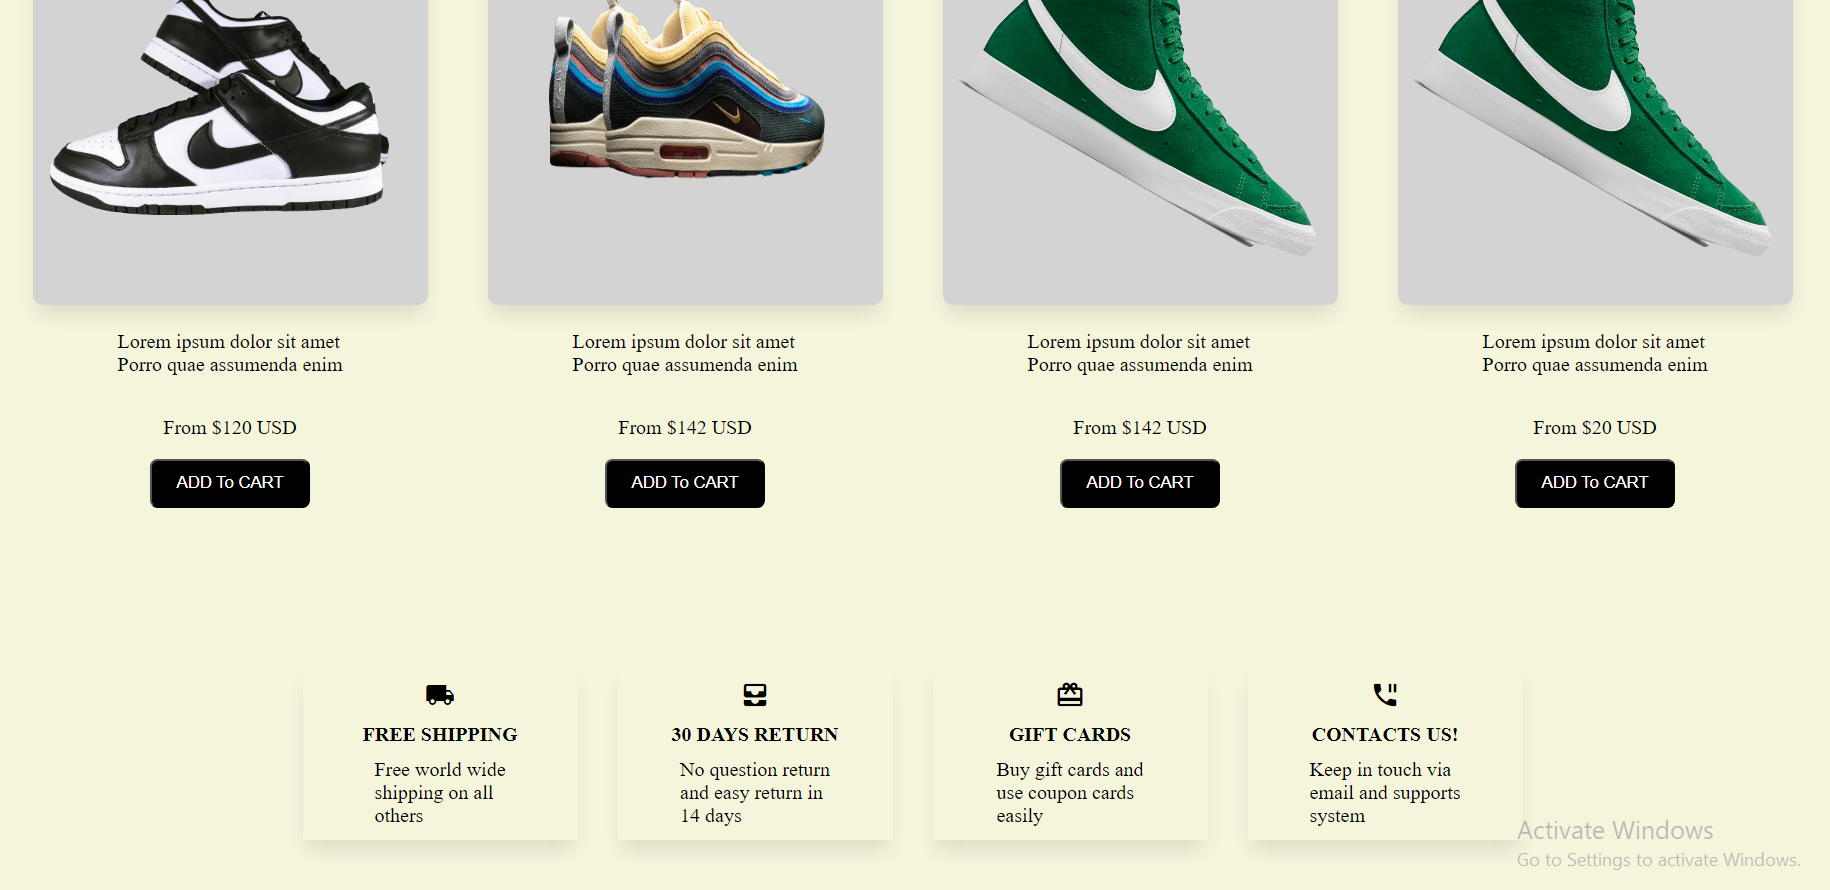 Lorem ipsum dolor sit amet
Porro quae assumenda enim
From $120 USD
ADD To CART
Lorem ipsum dolor sit amet
Porro quae assumenda enim
From $142 USD
ADD To CART
Lorem ipsum dolor sit amet
Porro quae assumenda enim
From $142 USD
ADD To CART
Lorem ipsum dolor sit amet
Porro quae assumenda enim
From $20 USD
ADD To CART
FREE SHIPPING
Free world wide
shipping on all
others
30 DAYS RETURN
No question return
and easy return in
14 days
GIFT CARDS
Buy gift cards and
use coupon cards
easily
CONTACTS US!
Keep in touch via
email and supports
system
Activate Windows
Go to Settings to activate Windows.